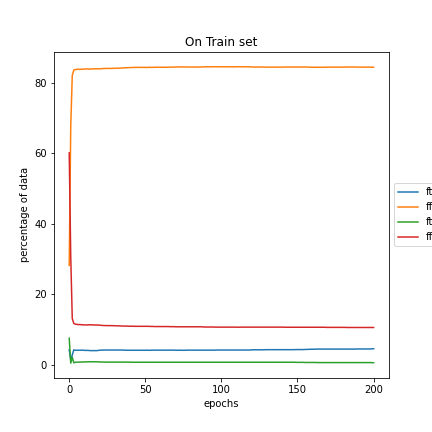 On Train set
percentage of data
80
60
40
20
0
0 50 100 150 200
epochs
ft
ff
ft
ff